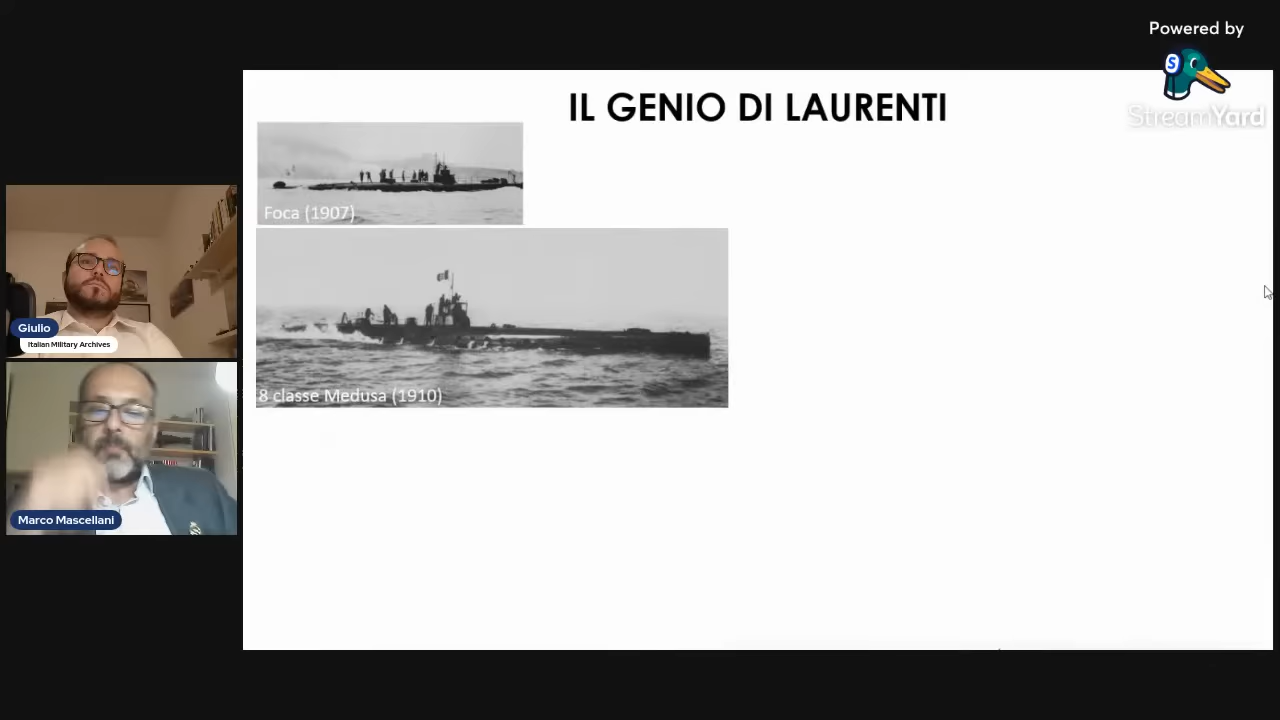 Powered by
S
StreamYard
IL GENIO DI LAURENTI
Foca (1907)
8 classe Medusa (1910)
Giulio
Italian Military Archives
Marco Mascellani